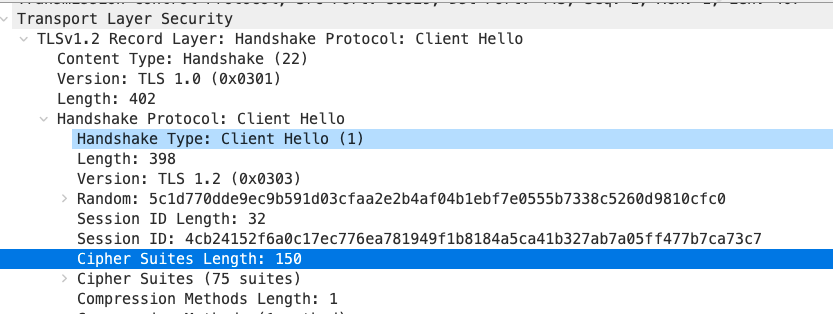 Transport Layer Security
TLSv1.2 Record Layer: Handshake Protocol: Client Hello
Content Type: Handshake (22)
Version: TLS 1.0 (0x0301)
Length: 402
Handshake Protocol: Client Hello
Handshake Type: Client Hello (1)
Length: 398
Version: TLS 1.2 (0x0303)
Random: 5c1d770dde9ec9b591d03cfaa2e2b4af04b1ebf7e0555b7338c5260d9810cfc0
Session ID Length: 32
Session ID: 4cb24152f6a0c17ec776ea781949f1b8184a5ca41b327ab7a05ff477b7ca73c7
Cipher Suites Length: 150
Cipher Suites (75 suites)
Compression Methods Length: 1